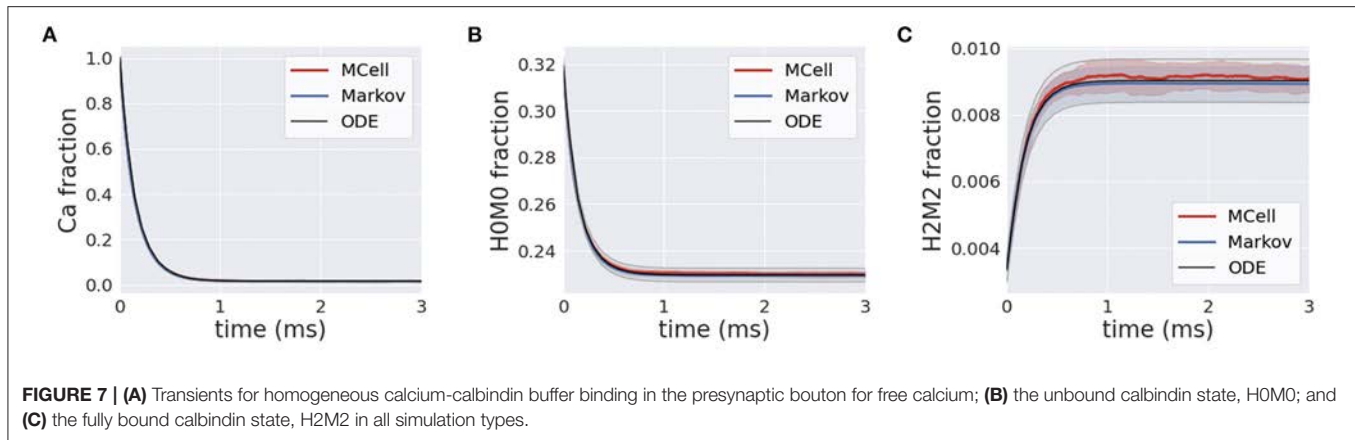 A
1.0
0.8
0.6
0.4
0.2
0.0
Ca fraction
MCell
Markov
ODE
0
1
2
3
time (ms)
B
0.32
0.30
0.28
0.26
0.24
H0M0 fraction
MCell
Markov
ODE
0
1
2
3
time (ms)
C
0.010
0.008
0.006
0.004
H2M2 fraction
MCell
Markov
ODE
0
1
2
3
time (ms)
FIGURE 7 | (A) Transients for homogeneous calcium-calbindin buffer binding in the presynaptic bouton for free calcium; (B) the unbound calbindin state, H0M0; and
(C) the fully bound calbindin state, H2M2 in all simulation types.